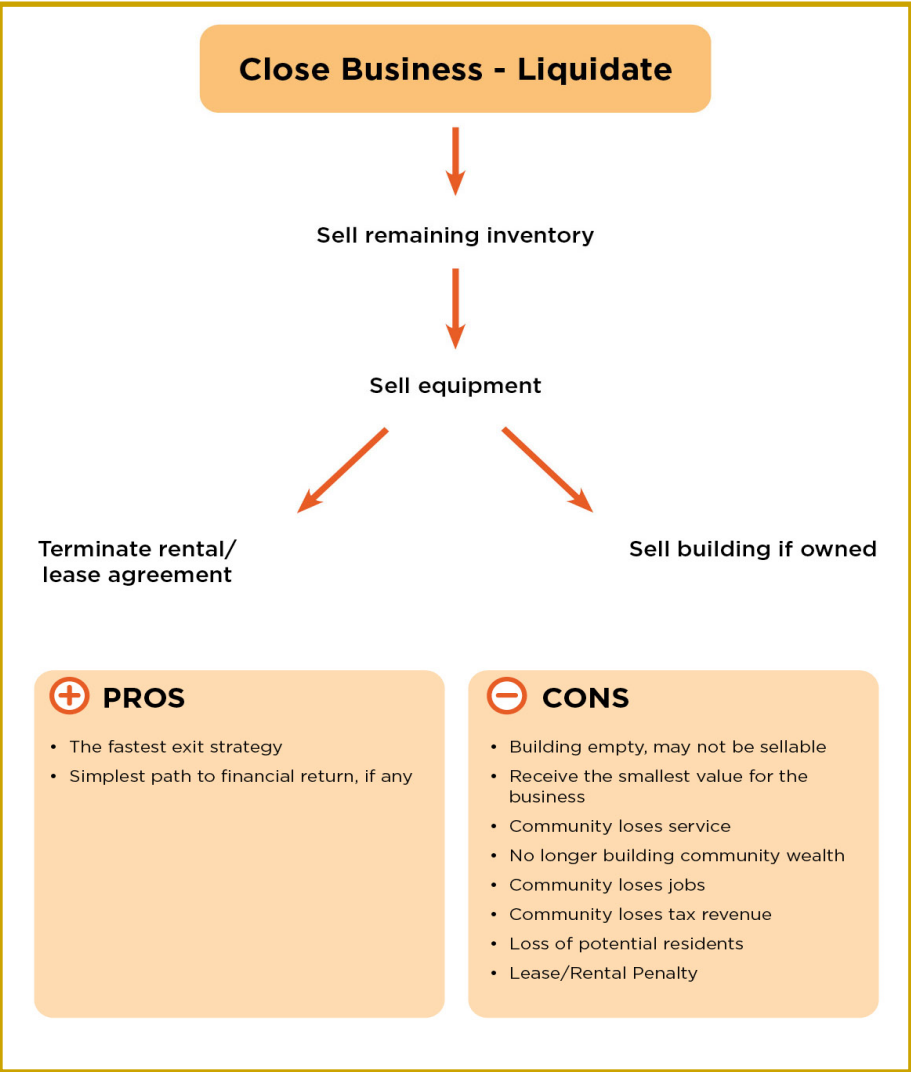 Close Business - Liquidate
Sell remaining inventory
Sell equipment
Terminate rental/
lease agreement
Sell building if owned
PROS
• The fastest exit strategy
• Simplest path to financial return, if any
CONS
• Building empty, may not be sellable
• Receive the smallest value for the
business
• Community loses service
• No longer building community wealth
• Community loses jobs
• Community loses tax revenue
• Loss of potential residents
• Lease/Rental Penalty